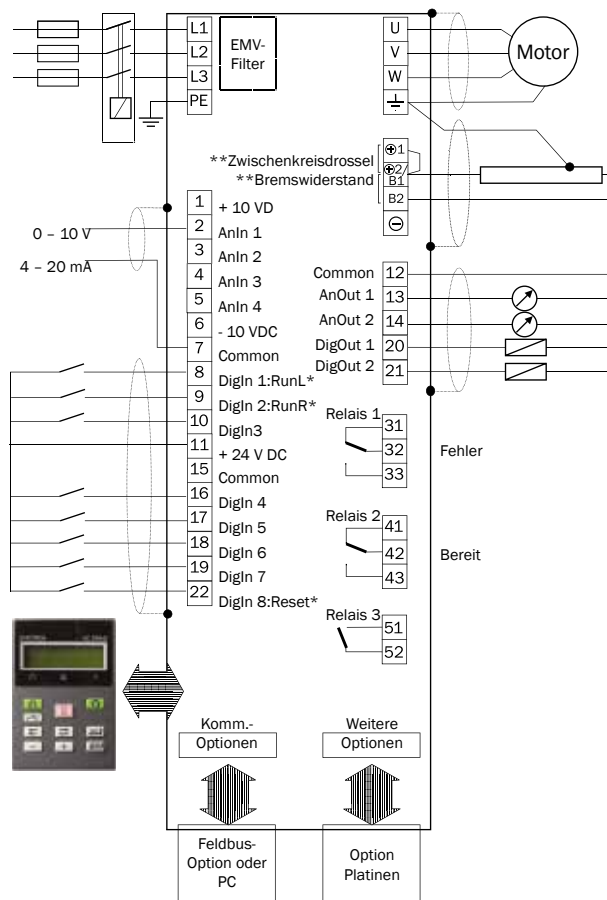 L1
L2
L3
PE
EMV-
Filter
U
V
W
Motor
**Zwischenkreisdrossel
**Bremswiderstand
1
2/
B1
B2
1 + 10 VD
2 AnIn 1
3 AnIn 2
4 AnIn 3
5 AnIn 4
6 - 10 VDC
7 Common
8 DigIn 1:RunL*
9 DigIn 2:RunR*
10 DigIn3
11 + 24 V DC
15 Common
16 DigIn 4
17 DigIn 5
18 DigIn 6
19 DigIn 7
22 DigIn 8:Reset*
0 – 10 V
4 – 20 mA
Common 12
AnOut 1 13
AnOut 2 14
DigOut 1 20
DigOut 2 21
Relais 1
31
32
33
Fehler
Relais 2
41
42
43
Bereit
Relais 3
51
52
Komm.-
Optionen
Weitere
Optionen
Feldbus-
Option oder
PC
Option
Platinen